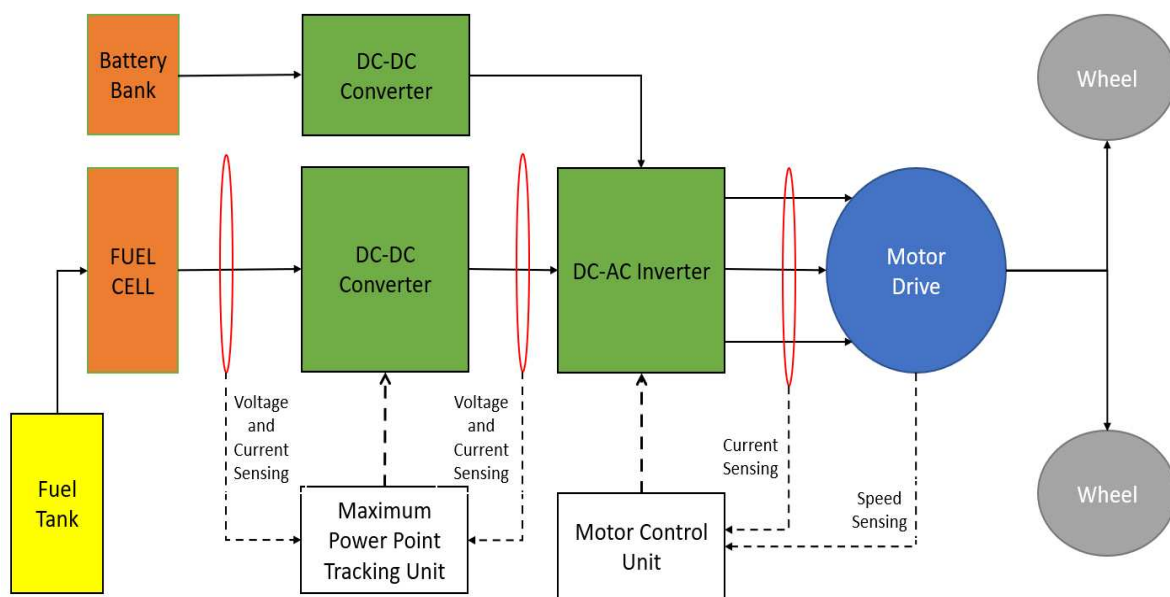 Battery
Bank
DC-DC
Converter
Wheel
FUEL
CELL
DC-DC
Converter
DC-AC Inverter
Motor
Drive
Voltage
and
Current
Sensing
Voltage
and
Current
Sensing
Current
Sensing
Speed
Sensing
Fuel
Tank
Maximum
Power Point
Tracking Unit
Motor Control
Unit
Wheel